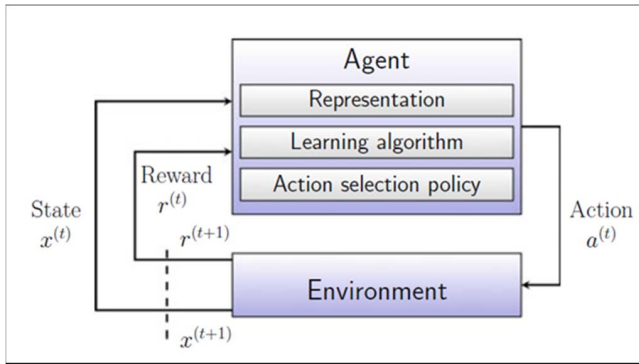 Agent
Representation
Learning algorithm
Action selection policy
Reward
r^(t)
State
x^(t)
Action
a^(t)
r^(t+1)
Environment
x^(t+1)